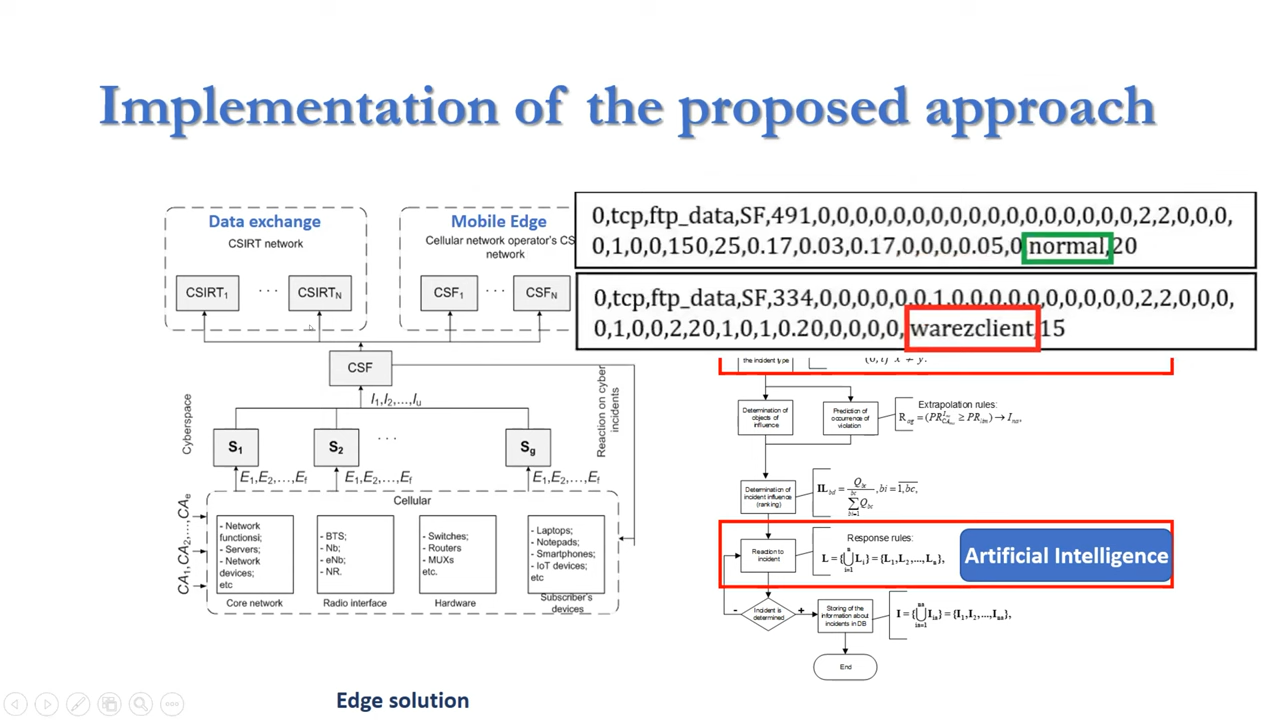 Implementation of the proposed approach
Data exchange
CSIRT network
CSIRT1
. . .
CSIRTN
Mobile Edge
Cellular network operator's CS
network
CSF1
. . .
CSFN
0,tcp,ftp_data,SF,491,0,0,0,0,0,0,0,0,0,0,0,0,0,0,0,0,0,2,2,0,0,0,
0,1,0,0,150,25,0.17,0.03,0.17,0,0,0,0.05,0,normal,20
0,tcp,ftp_data,SF,334,0,0,0,0,0,0,1,0,0,0,0,0,0,0,0,0,0,2,2,0,0,0,
0,1,0,0,2,20,1,0,1,0.20,0,0,0,0,warezclient,15
CSF
I1,I2,...,Iu
Cyberspace
Reaction on cyber
incidents
S1
S2
. . .
Sg
E1,E2,...,Ef
E1,E2,...,Ef
E1,E2,...,Ef
CA1,CA2,...,CAe
Cellular
- Network
functionsi;
- Servers;
- Network
devices;
etc
Core network
- BTS;
- Nb;
- eNb;
- NR.
Radio interface
- Switches;
- Routers
- MUXs
etc.
Hardware
- Laptops;
- Notepads;
- Smartphones;
- IoT devices;
etc
Subscriber's
devices
the incident type
x ≠ y.
Determination of
objects of
influence
Prediction of
occurrence of
violation
Extrapolation rules:
Determination of
incident influence
(ranking)
Reaction to
incident
Response rules:
L = {⋃Li} = {L1,L2,...,Ln},
Artificial Intelligence
Incident is
determined
-
+
Storing of the
information about
incidents in DB
End
Edge solution